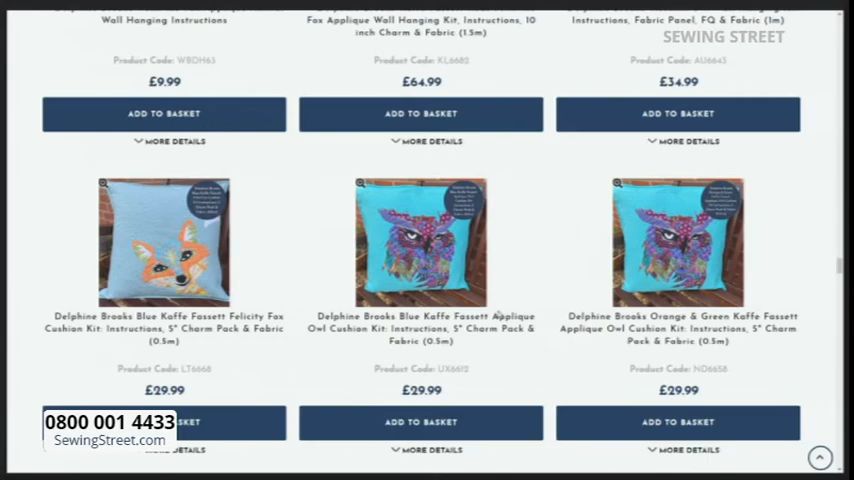 Wall Hanging Instructions
Fox Applique Wall Hanging Kit, Instructions, 10
inch Charm & Fabric (1.5m)
Instructions, Fabric Panel, FQ & Fabric (1m)
SEWING STREET
Product Code: WBDH63
Product Code: KL6682
Product Code: AU6643
£9.99
£64.99
£34.99
ADD TO BASKET
ADD TO BASKET
ADD TO BASKET
MORE DETAILS
MORE DETAILS
MORE DETAILS
Delphine Brooks Blue Kaffe Fassett Felicity Fox
Cushion Kit: Instructions, 5" Charm Pack & Fabric
(0.5m)
Delphine Brooks Blue Kaffe Fassett Applique
Owl Cushion Kit: Instructions, 5" Charm Pack &
Fabric (0.5m)
Delphine Brooks Orange & Green Kaffe Fassett
Applique Owl Cushion Kit: Instructions, 5" Charm
Pack & Fabric (0.5m)
Product Code: LT6668
Product Code: UX6612
Product Code: ND6658
£29.99
£29.99
£29.99
0800 001 4433
SewingStreet.com
SKET
ADD TO BASKET
ADD TO BASKET
MORE DETAILS
MORE DETAILS
MORE DETAILS